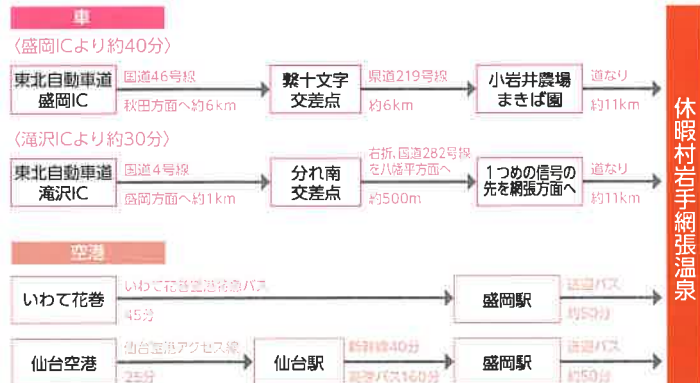 車
〈盛岡ICより約40分〉
東北自動車道
盛岡IC
国道46号線
秋田方面へ約6km
繋十文字
交差点
県道219号線
約6km
小岩井農場
まきば園
道なり
約11km
〈滝沢ICより約30分〉
東北自動車道
滝沢IC
国道4号線
盛岡方面へ約1km
分れ南
交差点
右折、国道282号線
を八幡平方面へ
約500m
1つめの信号の
先を網張方面へ
道なり
約11km
空港
いわて花巻
いわて花巻空港特急バス
45分
盛岡駅
送迎バス
約50分
仙台空港
仙台空港アクセス線
25分
仙台駅
新幹線40分
高速バス160分
盛岡駅
送迎バス
約50分
休暇村岩手網張温泉